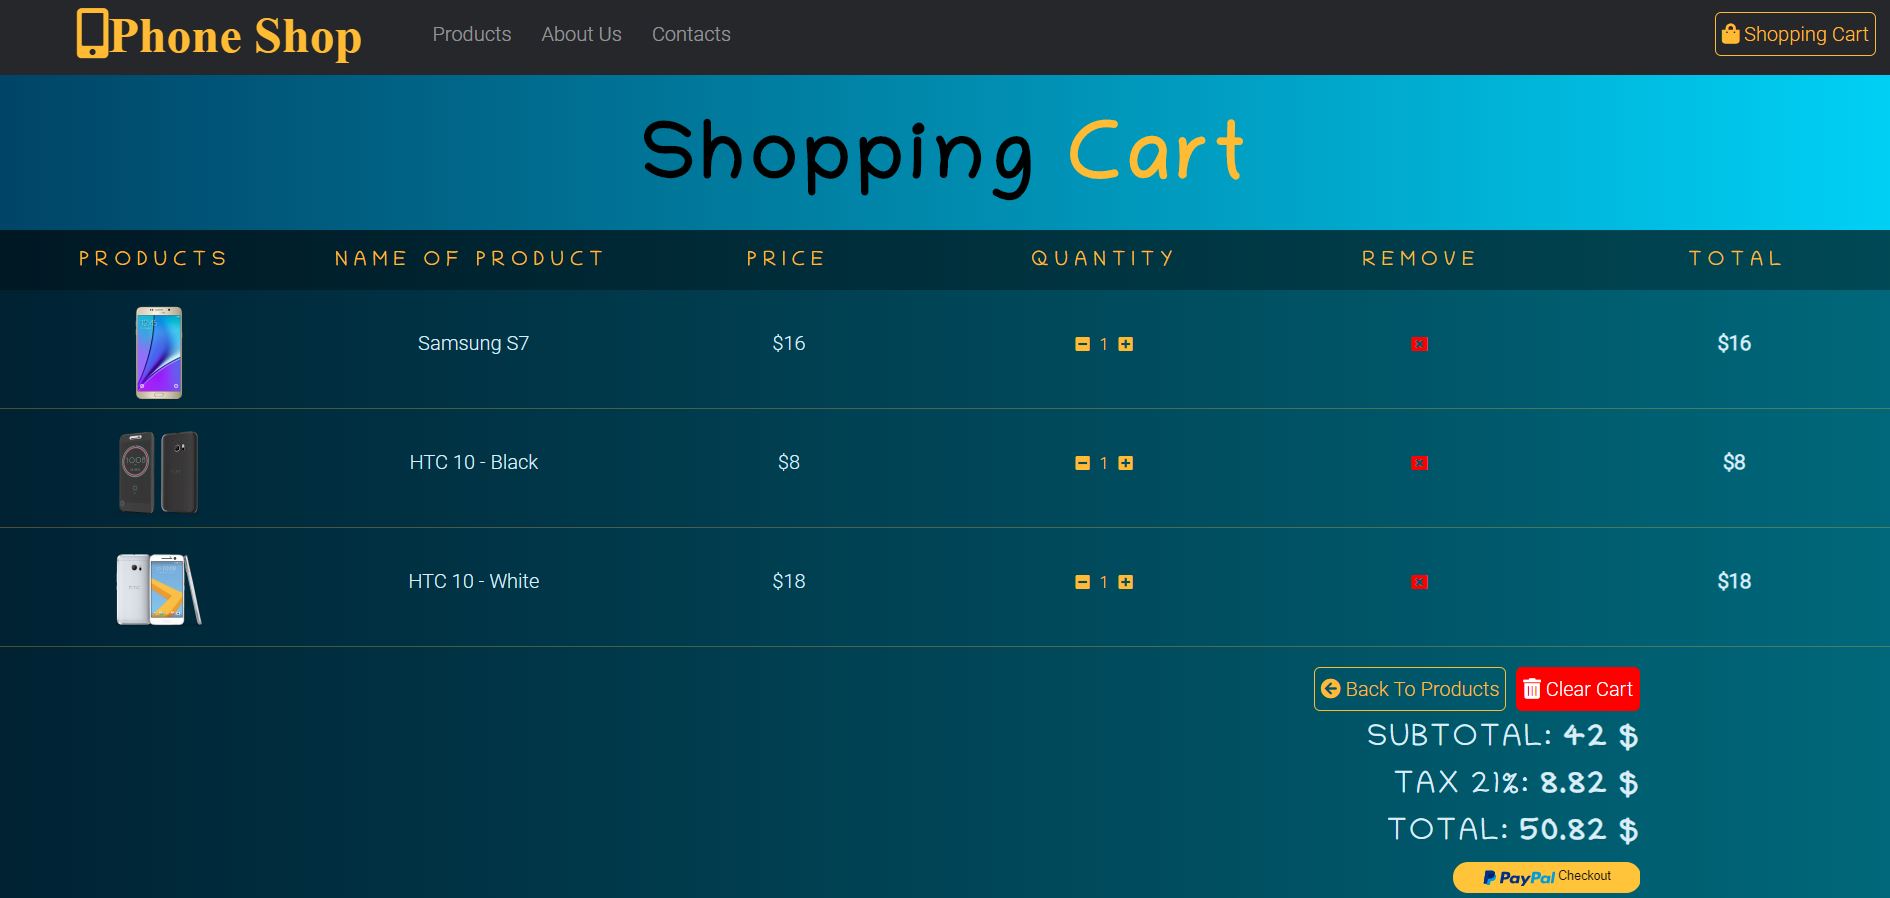 Phone Shop Products About Us Contacts Shopping Cart
Shopping Cart
PRODUCTS NAME OF PRODUCT PRICE QUANTITY REMOVE TOTAL
Samsung S7 $16 1 $16
HTC 10 - Black $8 1 $8
HTC 10 - White $18 1 $18
Back To Products Clear Cart
SUBTOTAL: 42 $
TAX 21%: 8.82 $
TOTAL: 50.82 $
PayPal Checkout